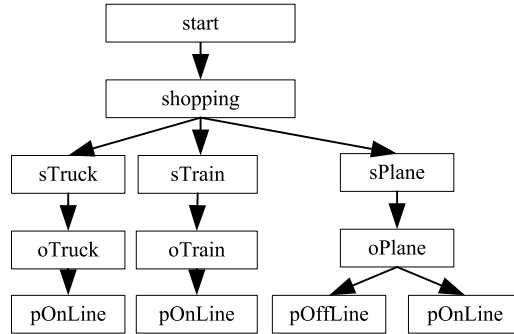 start
shopping
sTruck sTrain sPlane
oTruck oTrain oPlane
pOnLine pOnLine pOffLine pOnLine